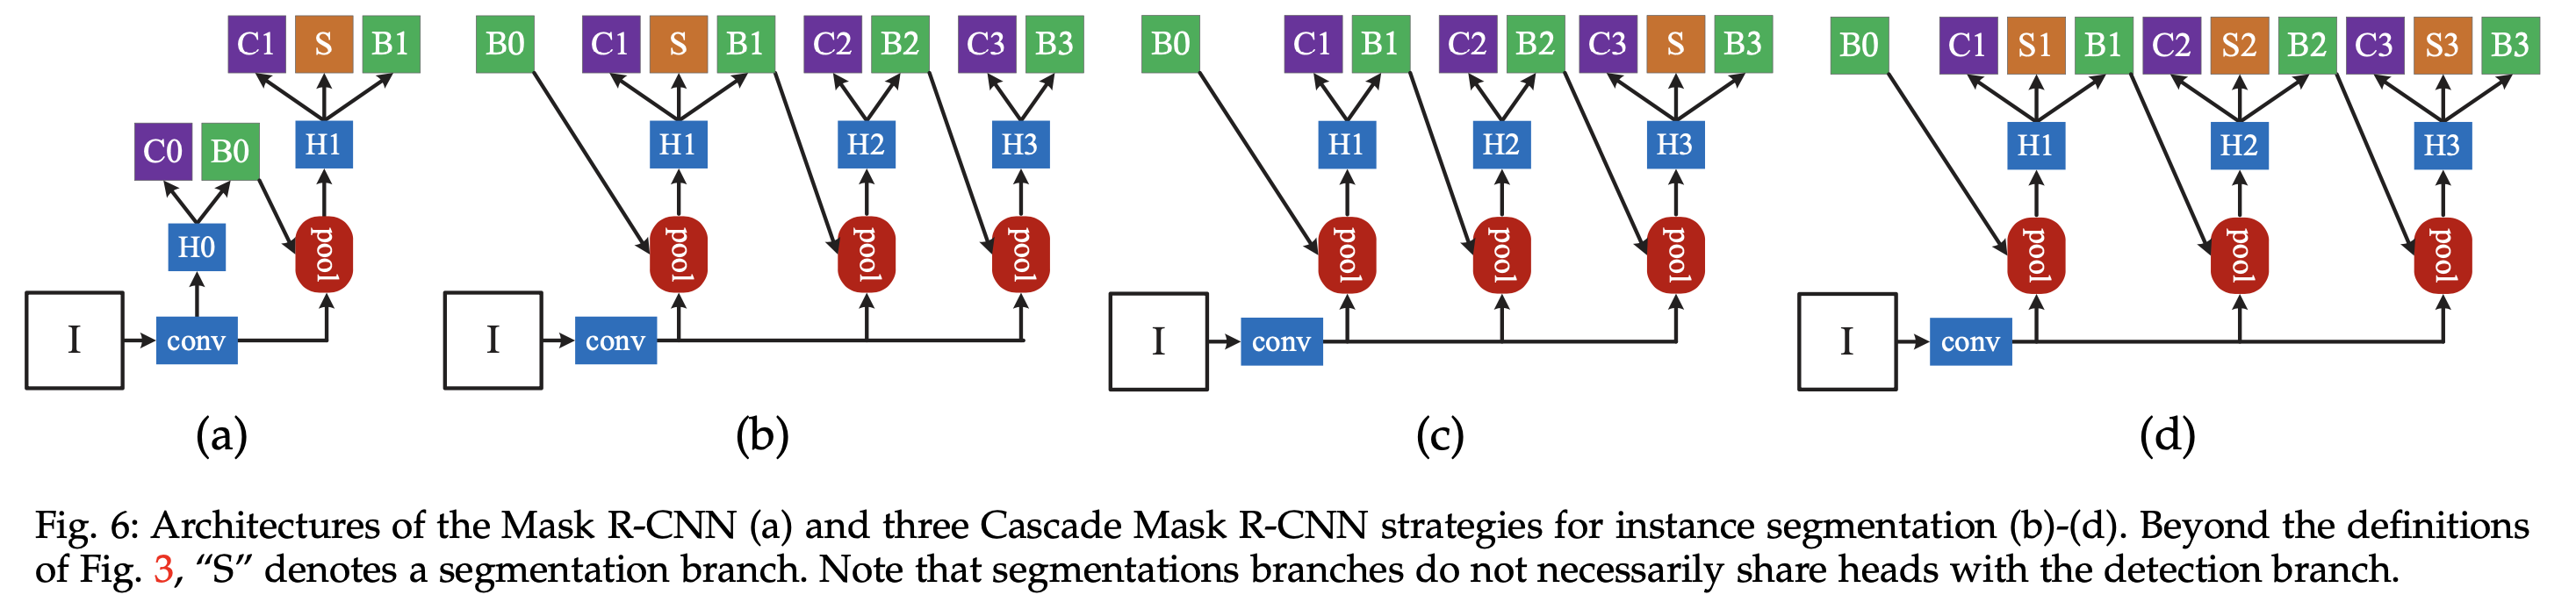 C1 S B1 B0 C1 S B1 C2 B2 C3 B3 B0 C1 B1 C2 B2 C3 S B3 B0 C1 S1 B1 C2 S2 B2 C3 S3 B3
C0 B0 H1 H1 H2 H3 H1 H2 H3 H1 H2 H3
H0 pool pool pool pool pool pool pool pool pool pool
I conv I conv I conv I conv
(a) (b) (c) (d)
Fig. 6: Architectures of the Mask R-CNN (a) and three Cascade Mask R-CNN strategies for instance segmentation (b)-(d). Beyond the definitions
of Fig. 3, “S” denotes a segmentation branch. Note that segmentations branches do not necessarily share heads with the detection branch.